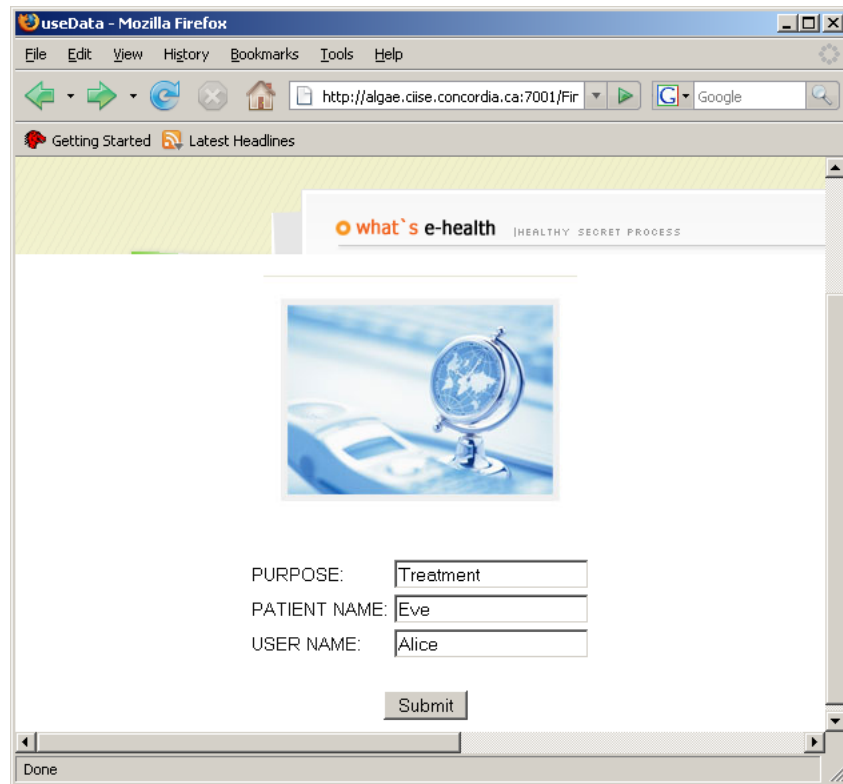 useData - Mozilla Firefox
File Edit View History Bookmarks Tools Help
http://algae.ciise.concordia.ca:7001/Fir G Google
Getting Started Latest Headlines
what`s e-health |HEALTHY SECRET PROCESS
PURPOSE: Treatment
PATIENT NAME: Eve
USER NAME: Alice
Submit
Done